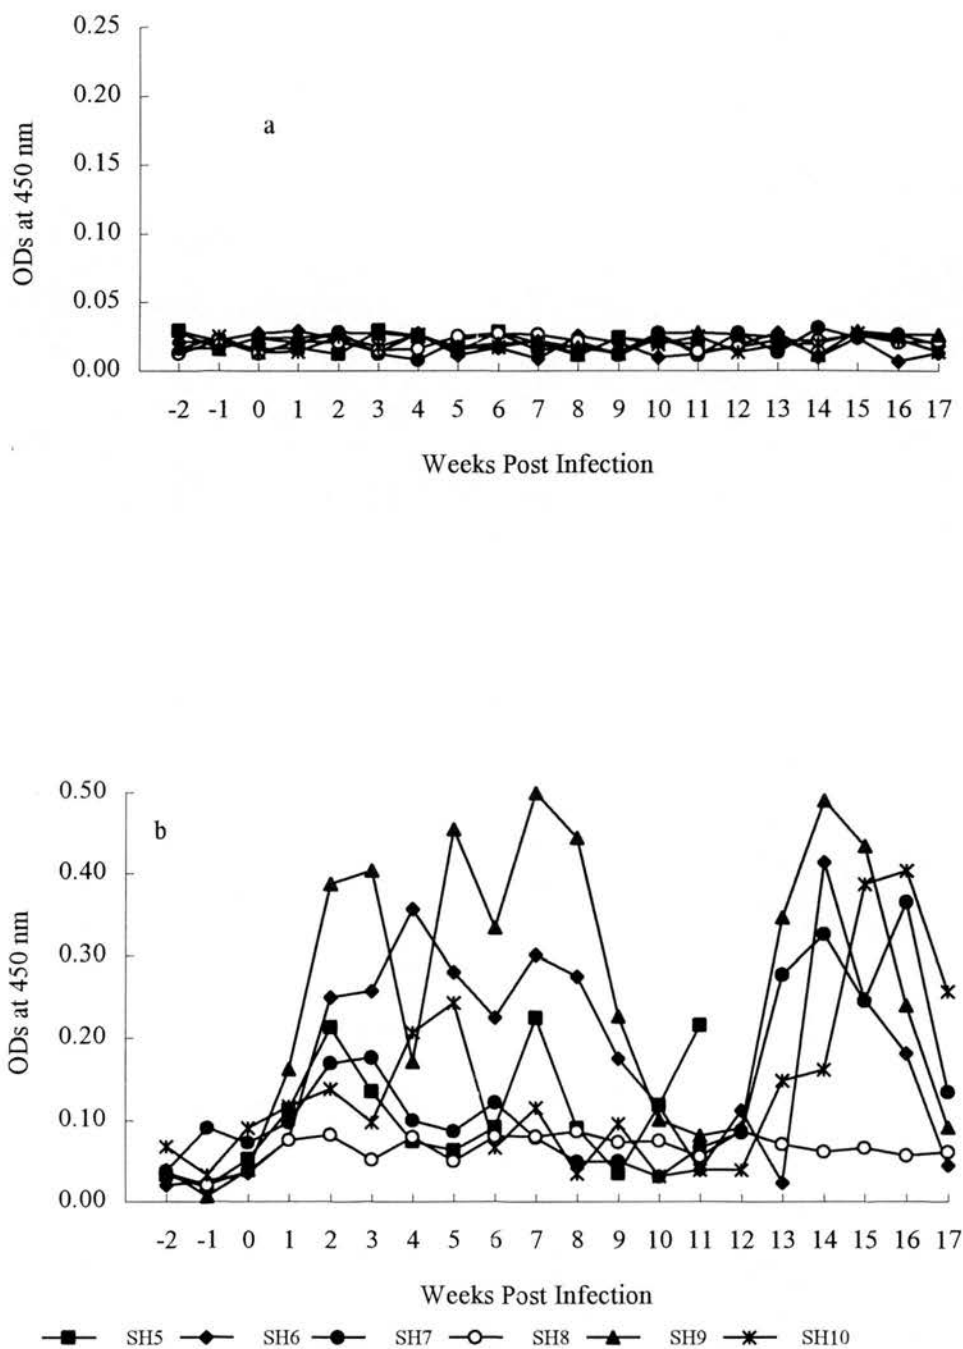 0.25
0.20
a
0.15
ODs at 450 nm
0.10
0.05
0.00
-2 -1 0 1 2 3 4 5 6 7 8 9 10 11 12 13 14 15 16 17
Weeks Post Infection
0.50
b
0.40
0.30
ODs at 450 nm
0.20
0.10
0.00
-2 -1 0 1 2 3 4 5 6 7 8 9 10 11 12 13 14 15 16 17
Weeks Post Infection
SH5 SH6 SH7 SH8 SH9 SH10